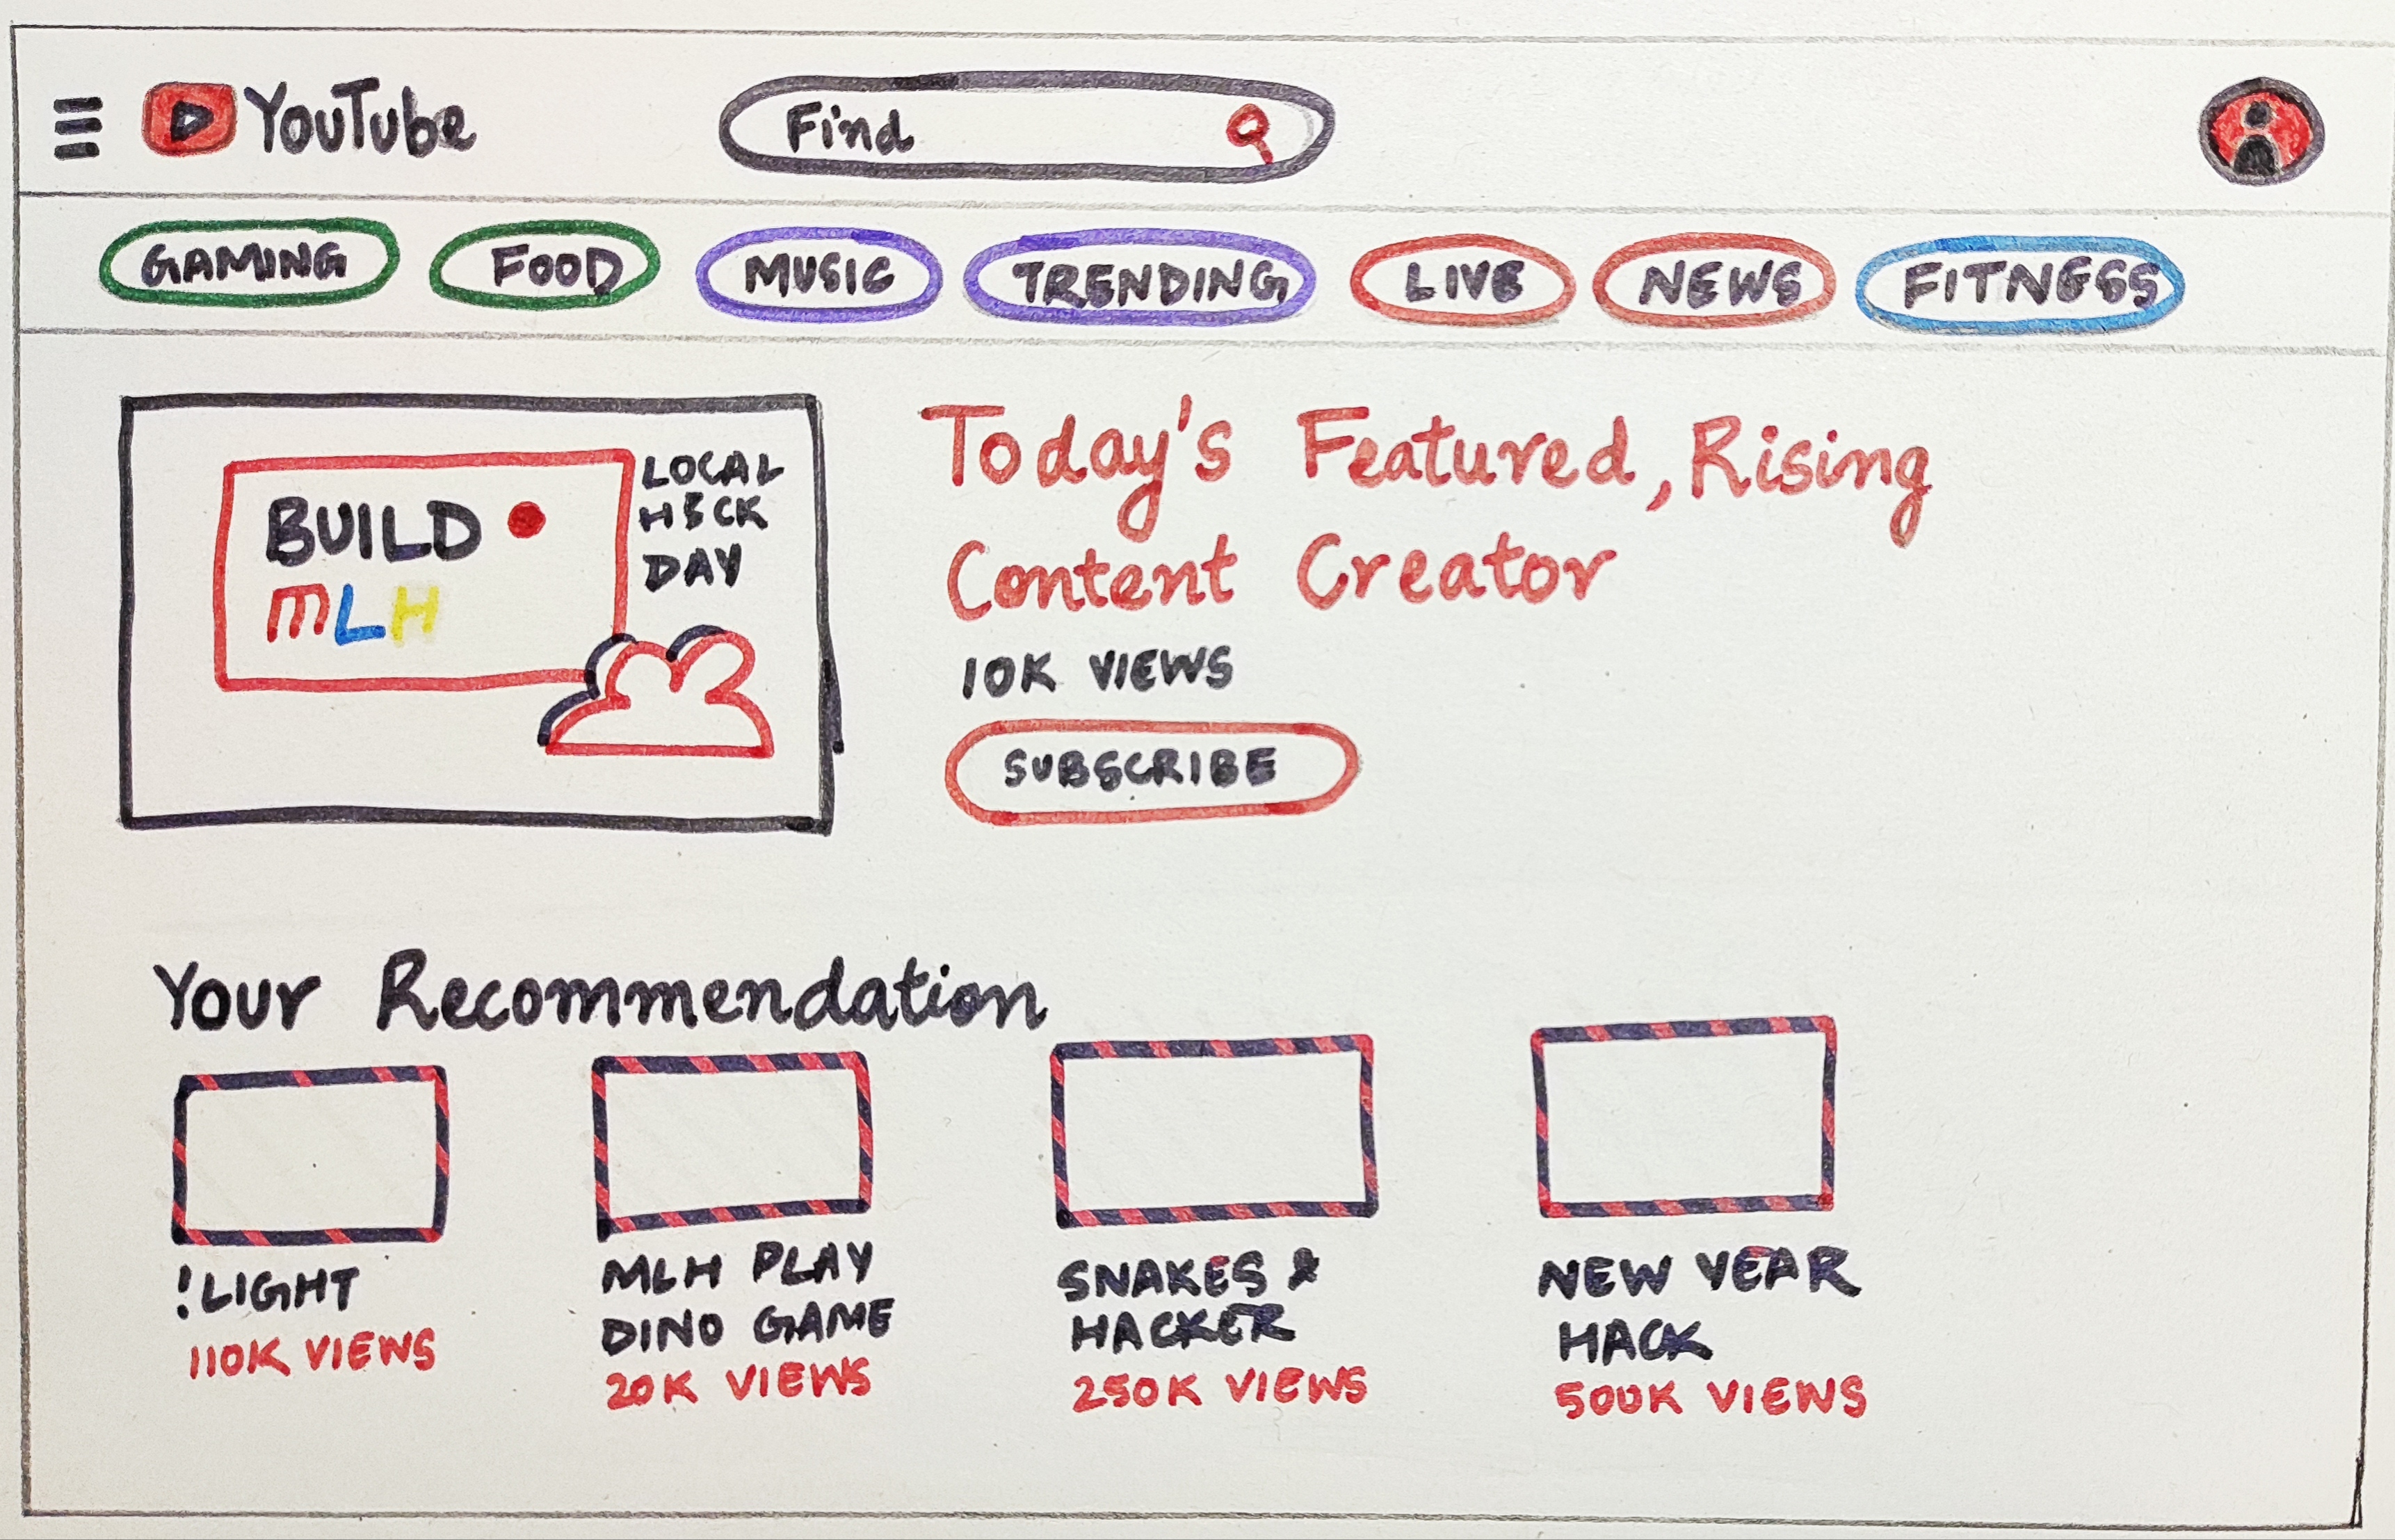 YouTube
Find
GAMING
FOOD
MUSIC
TRENDING
LIVE
NEWS
FITNESS
BUILD
MLH
LOCAL
HACK
DAY
Today's Featured, Rising
Content Creator
10K VIEWS
SUBSCRIBE
Your Recommendation
!LIGHT
110K VIEWS
MLH PLAY
DINO GAME
20K VIEWS
SNAKES &
HACKER
250K VIEWS
NEW YEAR
HACK
500K VIEWS